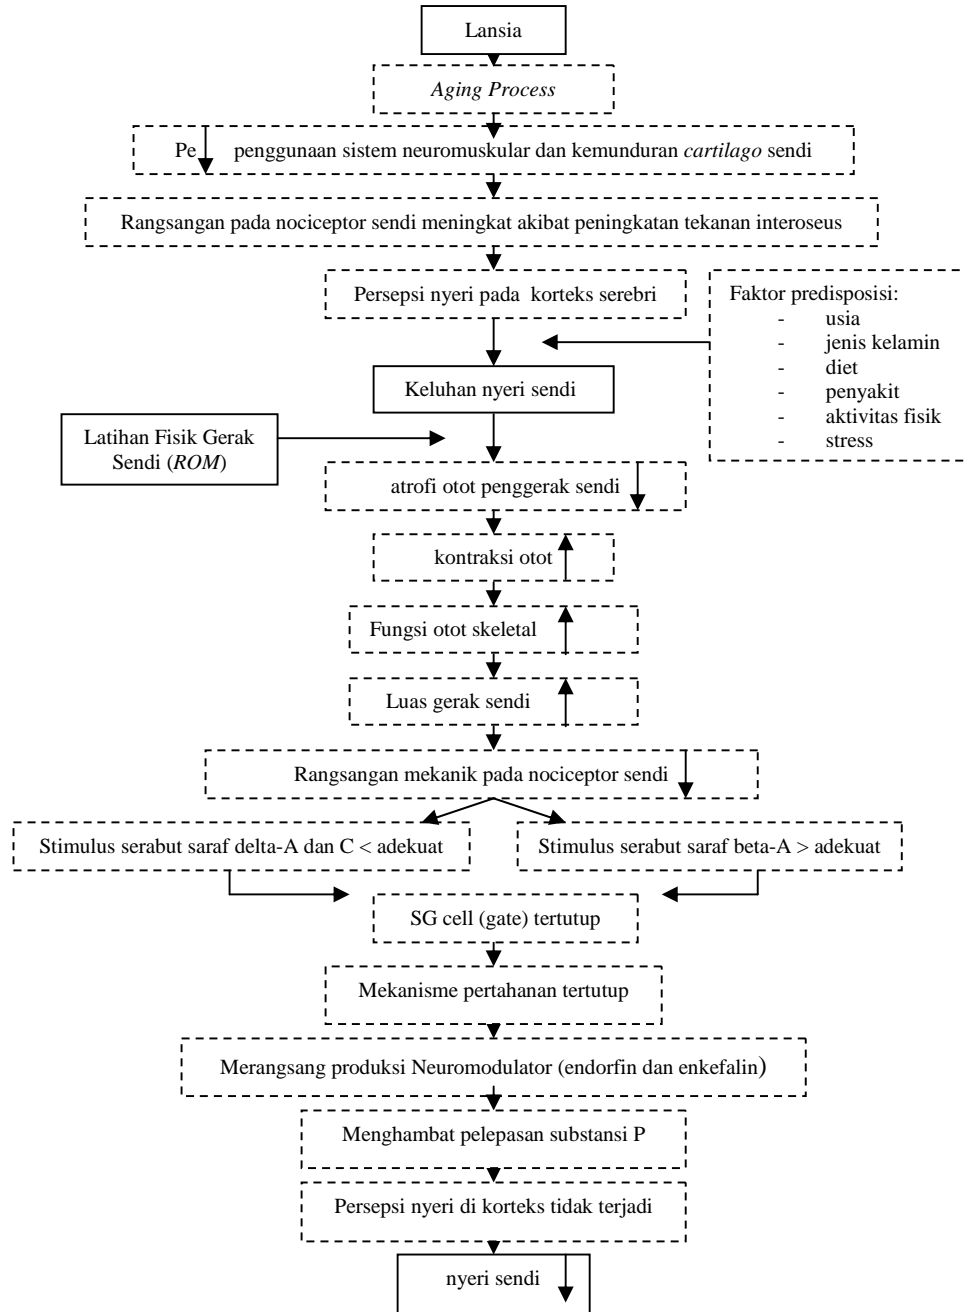 Lansia
Aging Process
Pe penggunaan sistem neuromuskular dan kemunduran cartilago sendi
Rangsangan pada nociceptor sendi meningkat akibat peningkatan tekanan interoseus
Persepsi nyeri pada korteks serebri
Faktor predisposisi:
- usia
- jenis kelamin
- diet
- penyakit
- aktivitas fisik
- stress
Keluhan nyeri sendi
Latihan Fisik Gerak
Sendi (ROM)
atrofi otot penggerak sendi
kontraksi otot
Fungsi otot skeletal
Luas gerak sendi
Rangsangan mekanik pada nociceptor sendi
Stimulus serabut saraf delta-A dan C < adekuat
Stimulus serabut saraf beta-A > adekuat
SG cell (gate) tertutup
Mekanisme pertahanan tertutup
Merangsang produksi Neuromodulator (endorfin dan enkefalin)
Menghambat pelepasan substansi P
Persepsi nyeri di korteks tidak terjadi
nyeri sendi